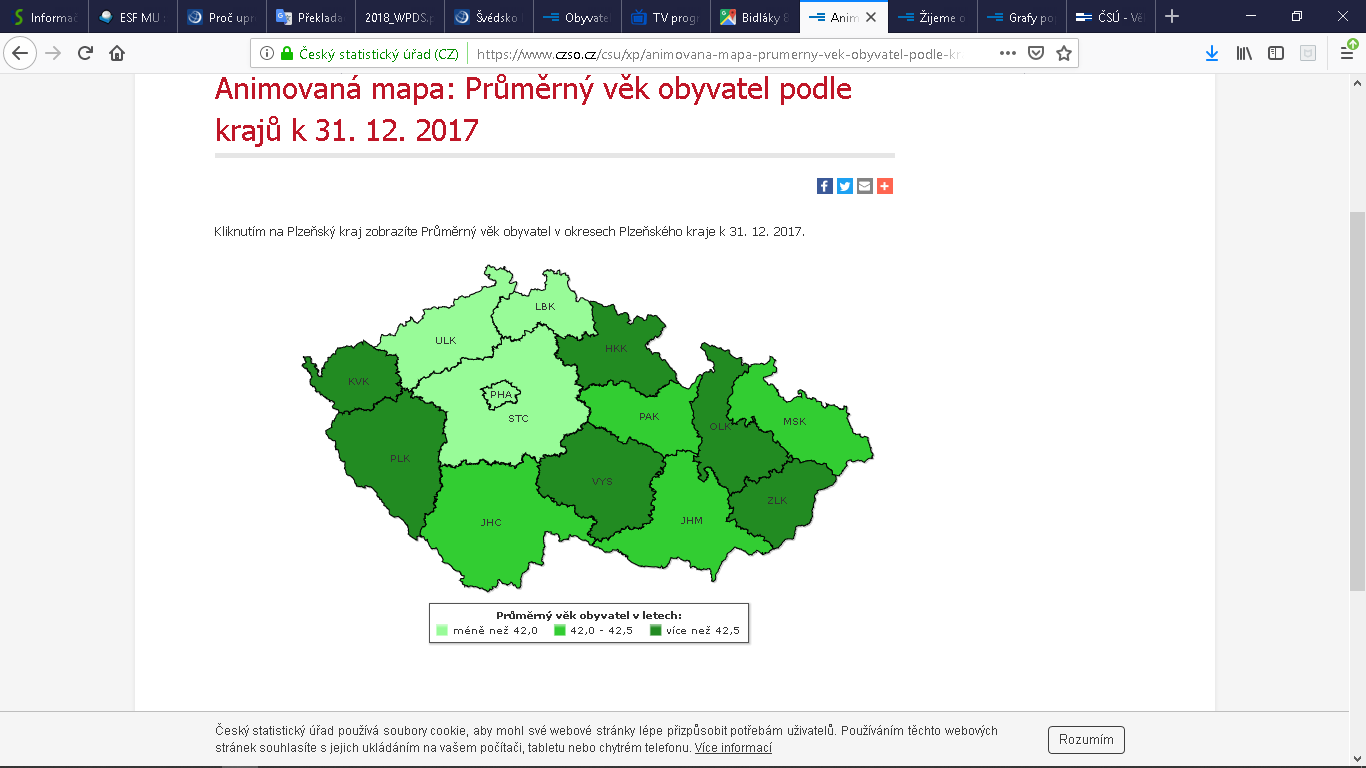 Informač
ESF MU :
Proč upr
Překlada
2018_WPDS.p
Švédsko
Obyvatel
TV progr
Bidláky 8
Anim
Žijeme o
Grafy po
ČSÚ - Vě
Český statistický úřad (CZ)
https://www.czso.cz/csu/xp/animovana-mapa-prumerny-vek-obyvatel-podle-kr
Animovaná mapa: Průměrný věk obyvatel podle
krajů k 31. 12. 2017
Kliknutím na Plzeňský kraj zobrazíte Průměrný věk obyvatel v okresech Plzeňského kraje k 31. 12. 2017.
LBK
ULK
HKK
KVK
PHA
STC
PAK
MSK
OLK
PLK
VYS
ZLK
JHC
JHM
Průměrný věk obyvatel v letech:
méně než 42,0 42,0 - 42,5 více než 42,5
Český statistický úřad používá soubory cookie, aby mohl své webové stránky lépe přizpůsobit potřebám uživatelů. Používáním těchto webových
stránek souhlasíte s jejich ukládáním na vašem počítači, tabletu nebo chytrém telefonu. Více informací
Rozumím